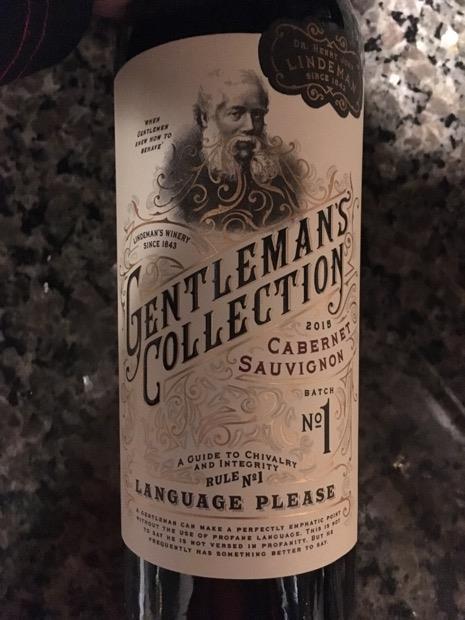 DR. HENRY JOHN
LINDEMAN
SINCE 1843
'WHEN
GENTLEMEN
KNEW HOW TO
BEHAVE'
LINDEMAN'S WINERY
SINCE 1843
GENTLEMAN'S
COLLECTION
2015
CABERNET
SAUVIGNON
BATCH
Nº1
A GUIDE TO CHIVALRY
AND INTEGRITY
RULE Nº1
LANGUAGE PLEASE
A GENTLEMAN CAN MAKE A PERFECTLY EMPHATIC POINT
WITHOUT THE USE OF PROFANE LANGUAGE. THIS IS NOT
TO SAY HE IS NOT VERSED IN PROFANITY. BUT HE
FREQUENTLY HAS SOMETHING BETTER TO SAY.